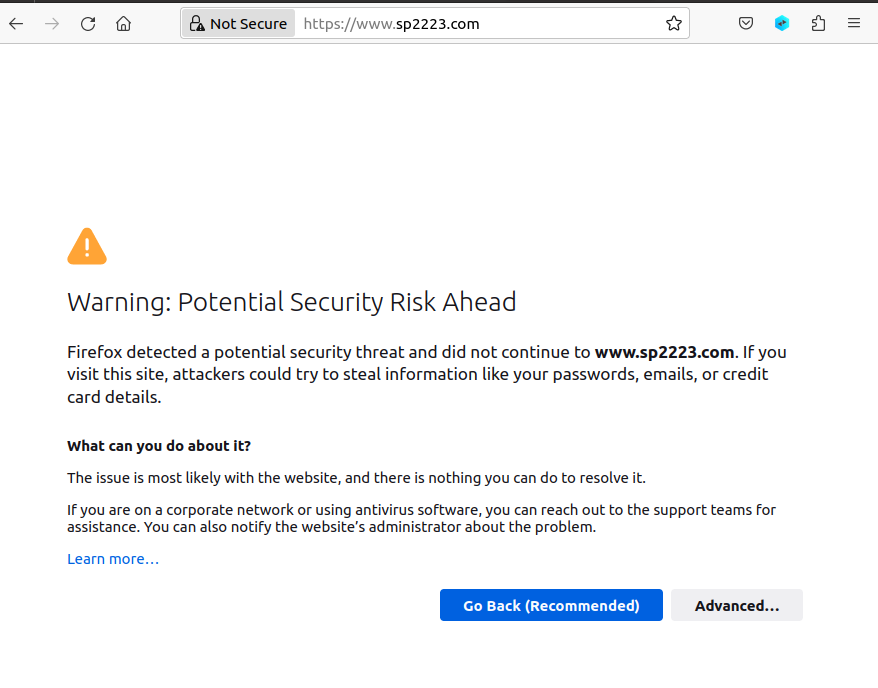 Not Secure https://www.sp2223.com
Warning: Potential Security Risk Ahead
Firefox detected a potential security threat and did not continue to www.sp2223.com. If you
visit this site, attackers could try to steal information like your passwords, emails, or credit
card details.
What can you do about it?
The issue is most likely with the website, and there is nothing you can do to resolve it.
If you are on a corporate network or using antivirus software, you can reach out to the support teams for
assistance. You can also notify the website’s administrator about the problem.
Learn more…
Go Back (Recommended) Advanced…